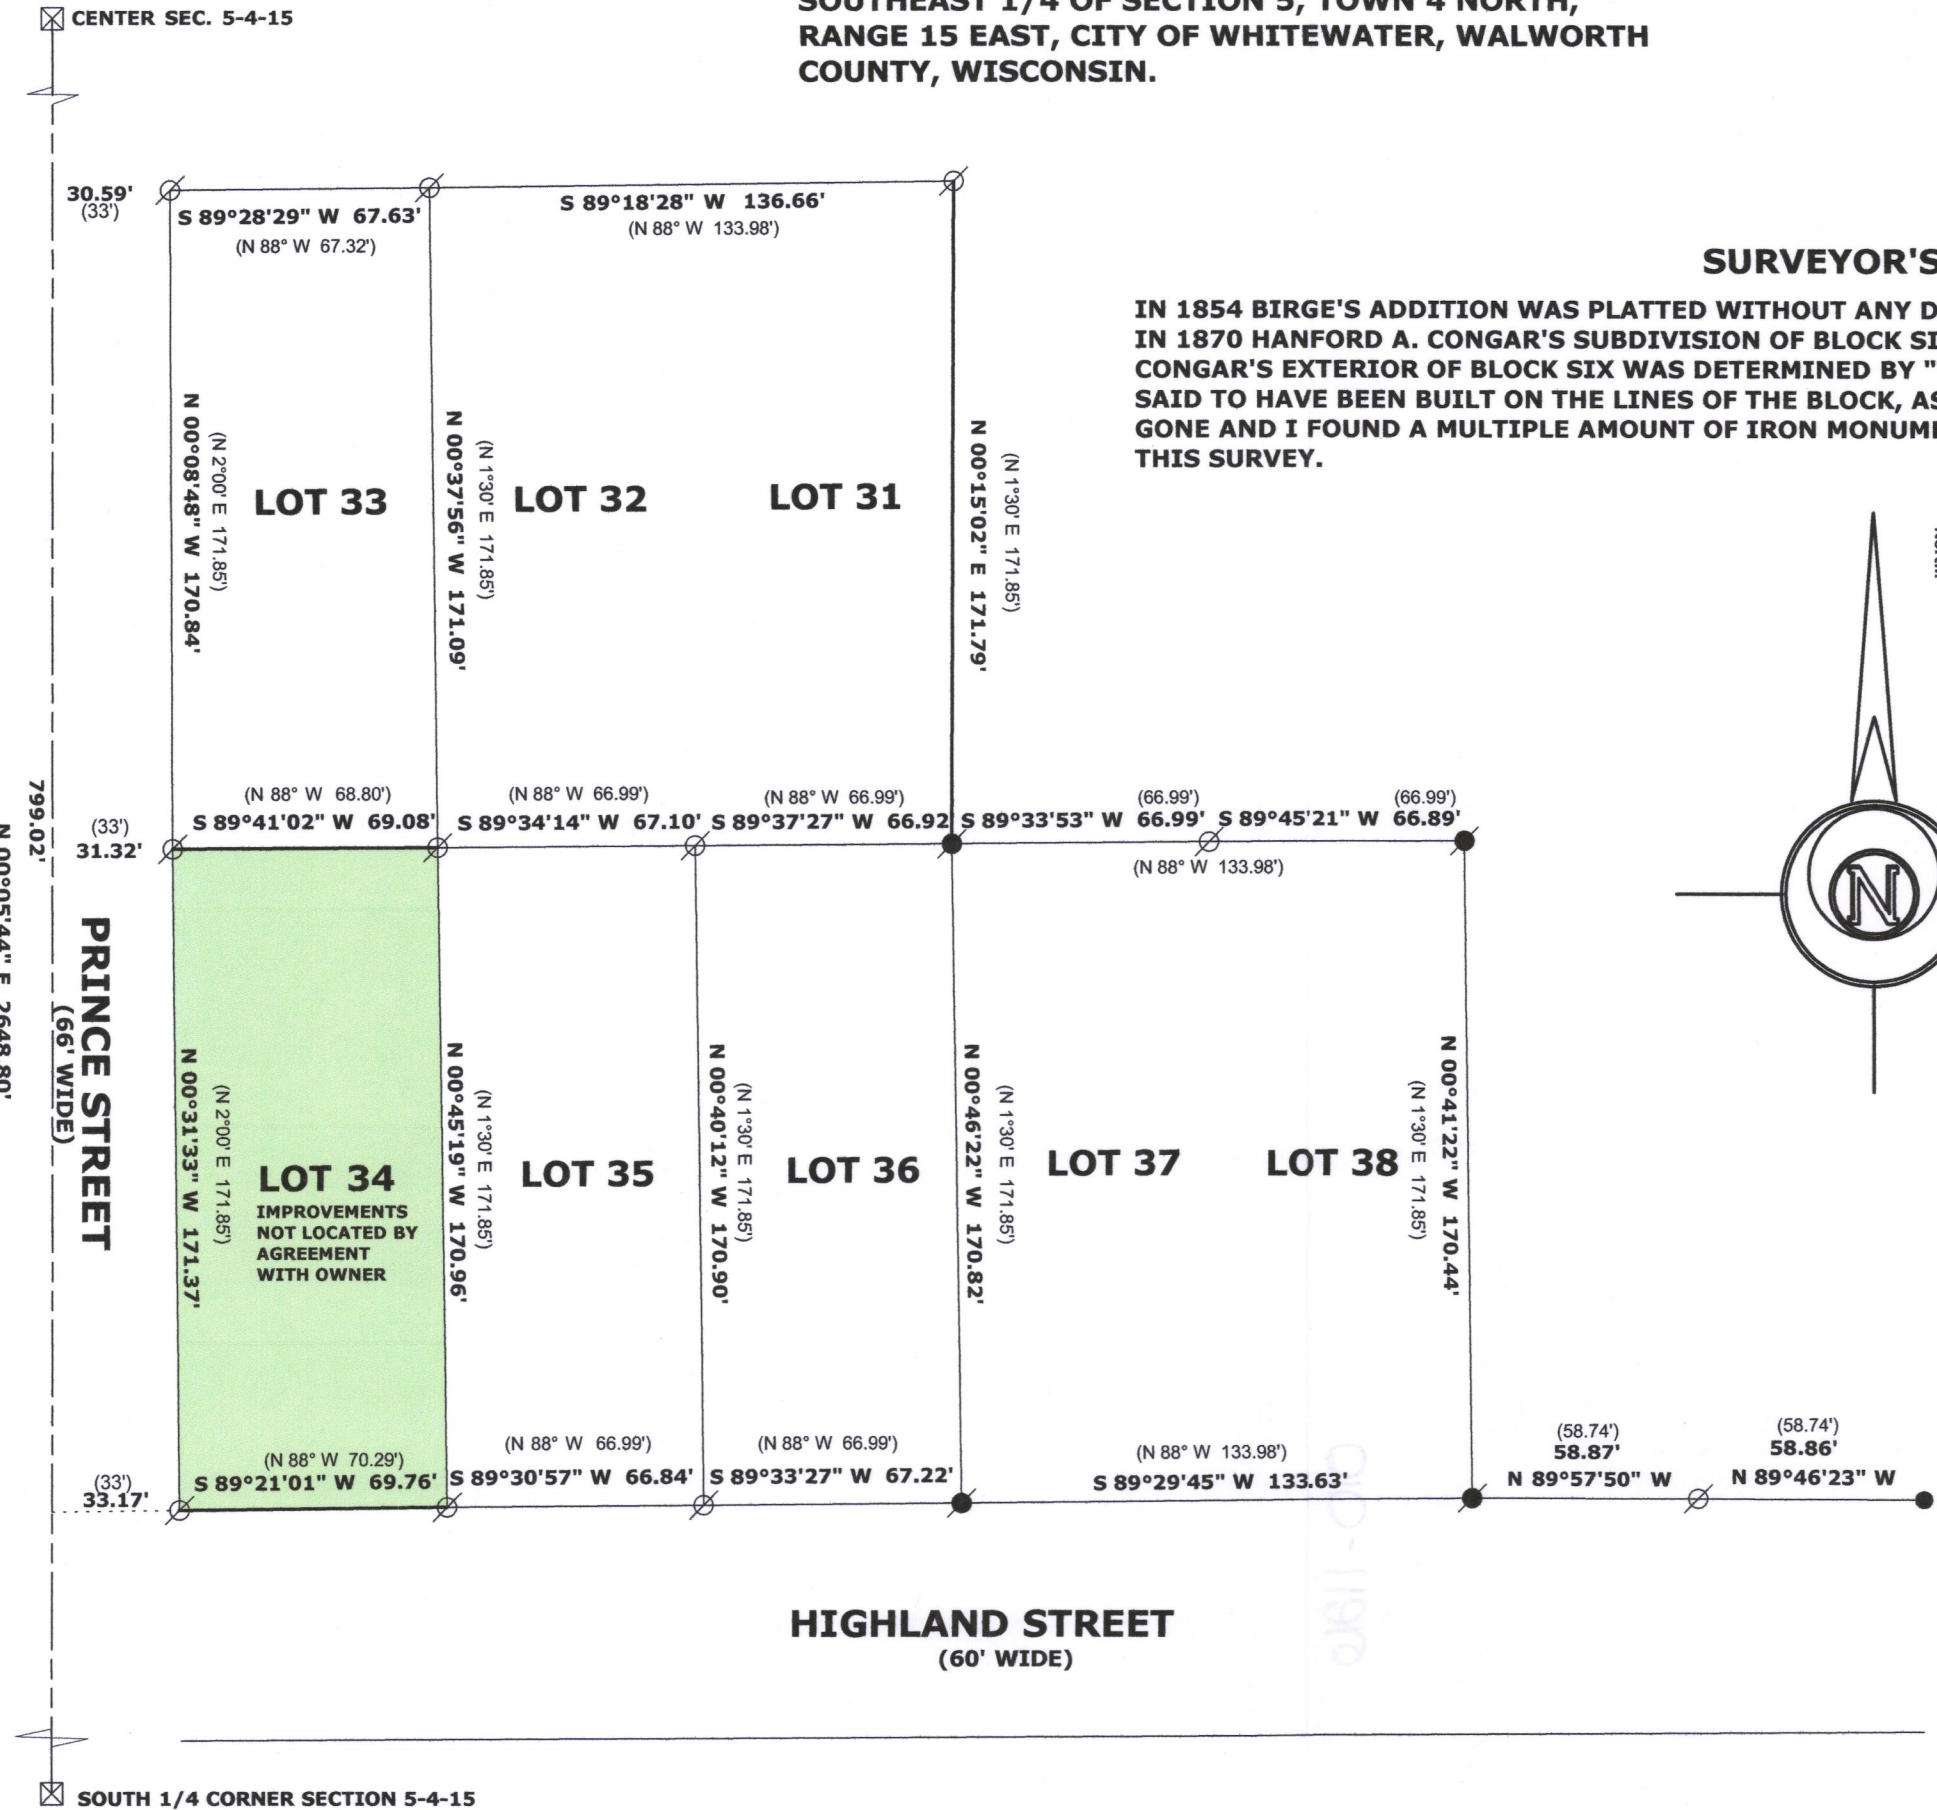 CENTER SEC. 5-4-15
SOUTHEAST 1/4 OF SECTION 5, TOWN 4 NORTH,
RANGE 15 EAST, CITY OF WHITEWATER, WALWORTH
COUNTY, WISCONSIN.
30.59'
(33')
S 89°28'29" W 67.63'
(N 88° W 67.32')
S 89°18'28" W 136.66'
(N 88° W 133.98')
SURVEYOR'S
IN 1854 BIRGE'S ADDITION WAS PLATTED WITHOUT ANY D
IN 1870 HANFORD A. CONGAR'S SUBDIVISION OF BLOCK SI
CONGAR'S EXTERIOR OF BLOCK SIX WAS DETERMINED BY "
SAID TO HAVE BEEN BUILT ON THE LINES OF THE BLOCK, AS
GONE AND I FOUND A MULTIPLE AMOUNT OF IRON MONUM
THIS SURVEY.
N 00°08'48" W 170.84'
(N 2°00' E 171.85')
LOT 33
N 00°37'56" W 171.09'
(N 1°30' E 171.85')
LOT 32
LOT 31
N 00°15'02" E 171.79'
(N 1°30' E 171.85')
(N 88° W 68.80')
S 89°41'02" W 69.08'
(N 88° W 66.99')
S 89°34'14" W 67.10'
(N 88° W 66.99')
S 89°37'27" W 66.92
(66.99')
S 89°33'53" W 66.99'
(66.99')
S 89°45'21" W 66.89'
(N 88° W 133.98')
(33')
31.32'
799.02'
N 00°05'44" E 2648.80'
PRINCE STREET
(66' WIDE)
N
N 00°31'33" W 171.37'
(N 2°00' E 171.85')
LOT 34
IMPROVEMENTS
NOT LOCATED BY
AGREEMENT
WITH OWNER
N 00°45'19" W 170.96'
(N 1°30' E 171.85')
LOT 35
N 00°40'12" W 170.90'
(N 1°30' E 171.85')
LOT 36
N 00°46'22" W 170.82'
(N 1°30' E 171.85')
LOT 37
LOT 38
(N 1°30' E 171.85')
N 00°41'22" W 170.44'
(33')
33.17'
(N 88° W 70.29')
S 89°21'01" W 69.76'
(N 88° W 66.99')
S 89°30'57" W 66.84'
(N 88° W 66.99')
S 89°33'27" W 67.22'
(N 88° W 133.98')
S 89°29'45" W 133.63'
(58.74')
58.87'
N 89°57'50" W
(58.74')
58.86'
N 89°46'23" W
HIGHLAND STREET
(60' WIDE)
SOUTH 1/4 CORNER SECTION 5-4-15